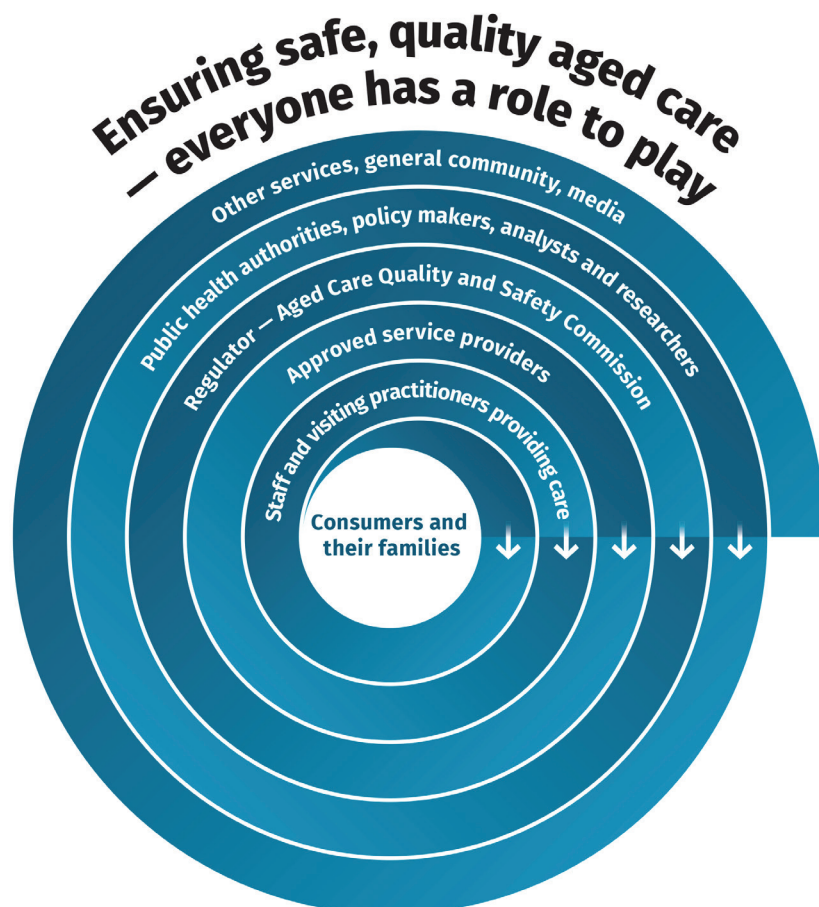 Ensuring safe, quality aged care
— everyone has a role to play
Other services, general community, media
Public health authorities, policy makers, analysts and researchers
Regulator — Aged Care Quality and Safety Commission
Approved service providers
Staff and visiting practitioners providing care
Consumers and
their families